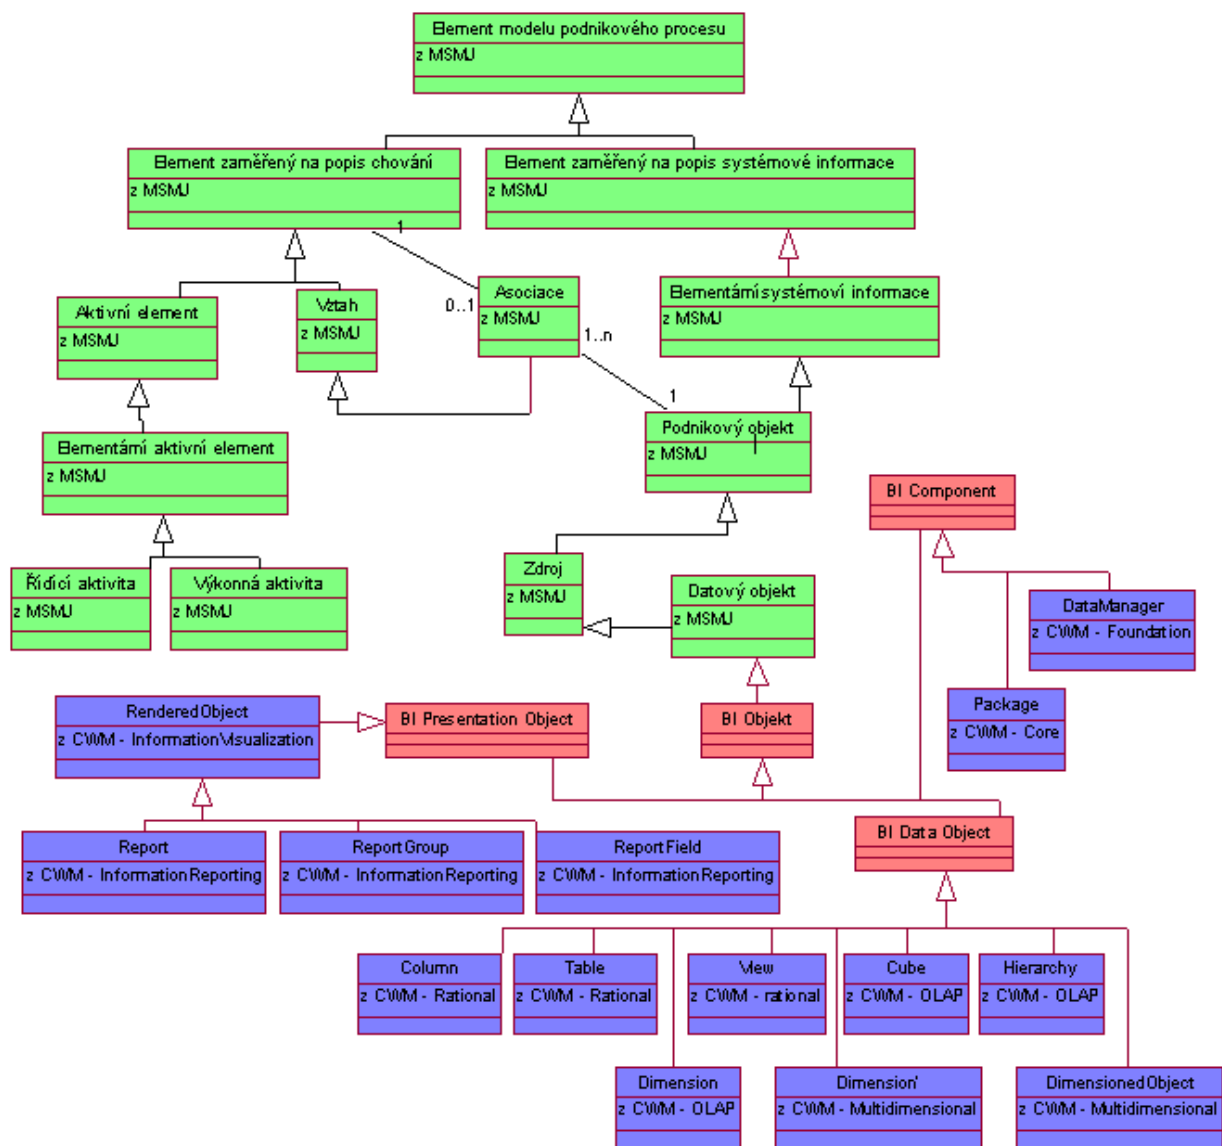 Element modelu podnikového procesu
z MSMJ
Element zaměřený na popis chování
z MSMJ
Element zaměřený na popis systémové informace
z MSMJ
1
Aktivní element
z MSMJ
Vztah
z MSMJ
Asociace
z MSMJ
0..1
1..n
Elementární systémoví informace
z MSMJ
1
Elementární aktivní element
z MSMJ
Podnikový objekt
z MSMJ
BI Component
Řídící aktivita
z MSMJ
Výkonná aktivita
z MSMJ
Zdroj
z MSMJ
Datový objekt
z MSMJ
DataManager
z CWM - Foundation
RenderedObject
z CWM - InformationVisualization
BI Presentation Object
BI Objekt
Package
z CWM - Core
Report
z CWM - InformationReporting
ReportGroup
z CWM - InformationReporting
ReportField
z CWM - InformationReporting
BI Data Object
Column
z CWM - Rational
Table
z CWM - Rational
View
z CWM - rational
Cube
z CWM - OLAP
Hierarchy
z CWM - OLAP
Dimension
z CWM - OLAP
Dimension'
z CWM - Multidimensional
DimensionedObject
z CWM - Multidimensional